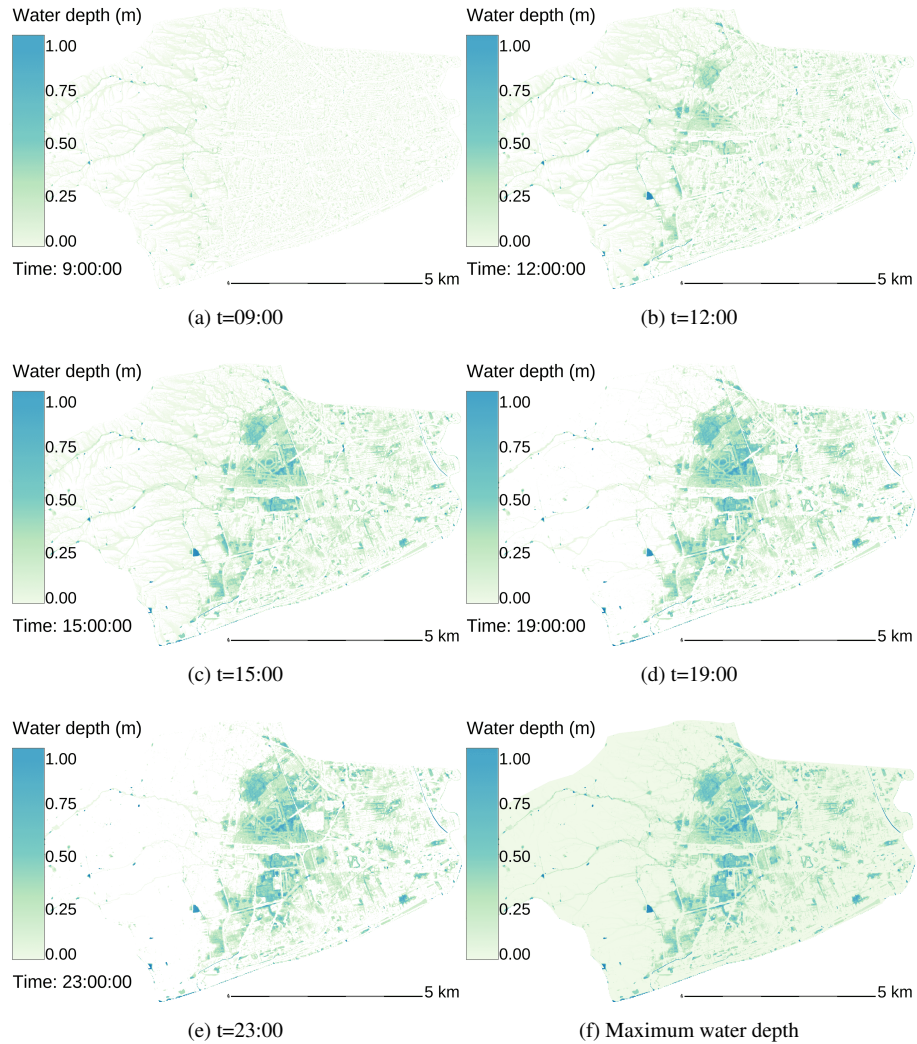 Water depth (m)
1.00
0.75
0.50
0.25
0.00
Time: 9:00:00
5 km
(a) t=09:00
Water depth (m)
1.00
0.75
0.50
0.25
0.00
Time: 12:00:00
5 km
(b) t=12:00
Water depth (m)
1.00
0.75
0.50
0.25
0.00
Time: 15:00:00
5 km
(c) t=15:00
Water depth (m)
1.00
0.75
0.50
0.25
0.00
Time: 19:00:00
5 km
(d) t=19:00
Water depth (m)
1.00
0.75
0.50
0.25
0.00
Time: 23:00:00
5 km
(e) t=23:00
Water depth (m)
1.00
0.75
0.50
0.25
0.00
5 km
(f) Maximum water depth